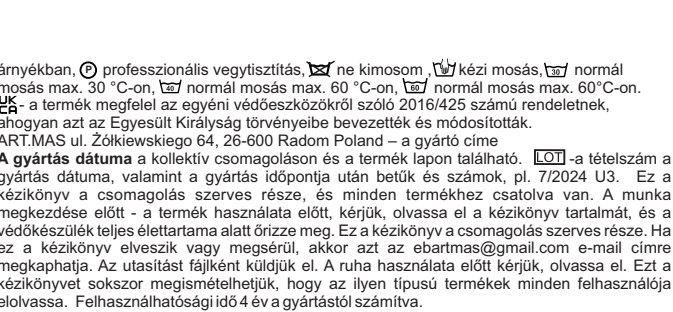 árnyékban, Ⓟ professzionális vegytisztítás, ne kimosom , kézi mosás, 30 normál
mosás max. 30 °C-on, 40 normál mosás max. 60 °C-on, 60 normál mosás max. 60°C-on.
UK CA - a termék megfelel az egyéni védőeszközökről szóló 2016/425 számú rendeletnek,
ahogyan azt az Egyesült Királyság törvényeibe bevezették és módosították.
ART.MAS ul. Żółkiewskiego 64, 26-600 Radom Poland – a gyártó címe
A gyártás dátuma a kollektív csomagoláson és a termék lapon található. LOT -a tételszám a
gyártás dátuma, valamint a gyártás időpontja után betűk és számok, pl. 7/2024 U3. Ez a
kézikönyv a csomagolás szerves része, és minden termékhez csatolva van. A munka
megkezdése előtt - a termék használata előtt, kérjük, olvassa el a kézikönyv tartalmát, és a
védőkészülék teljes élettartama alatt őrizze meg. Ez a kézikönyv a csomagolás szerves része. Ha
ez a kézikönyv elveszik vagy megsérül, akkor azt az ebartmas@gmail.com e-mail címre
megkaphatja. Az utasítást fájlként küldjük el. A ruha használata előtt kérjük, olvassa el. Ezt a
kézikönyvet sokszor megismételhetjük, hogy az ilyen típusú termékek minden felhasználója
elolvassa. Felhasználhatósági idő 4 év a gyártástól számítva.